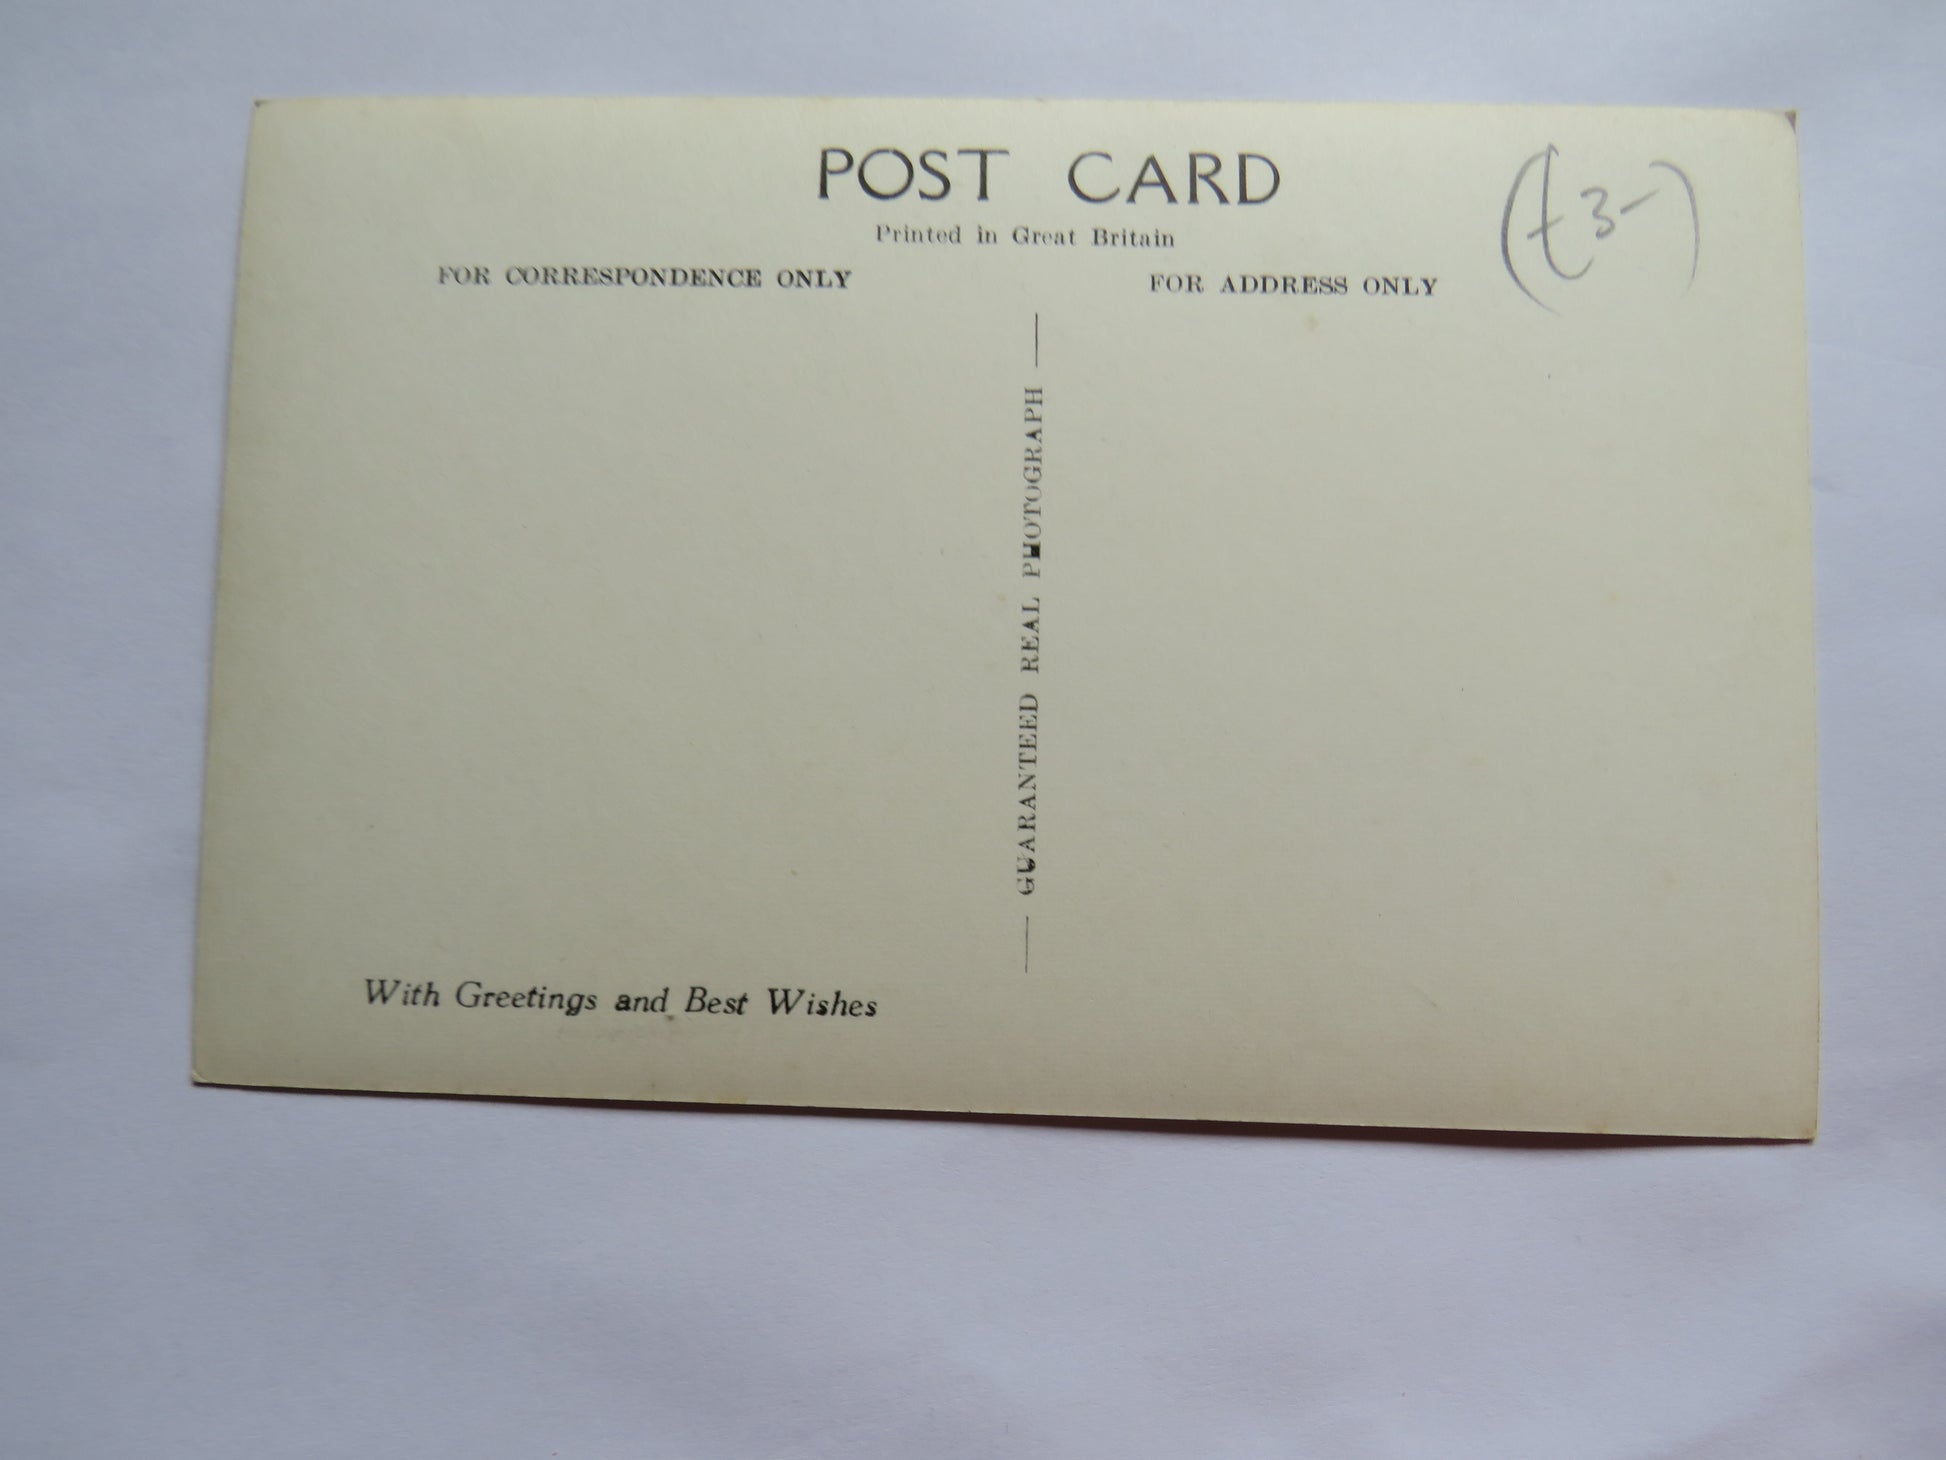 POST CARD
Printed in Great Britain
FOR CORRESPONDENCE ONLY
FOR ADDRESS ONLY
(£3-)
GUARANTEED REAL PHOTOGRAPH
With Greetings and Best Wishes